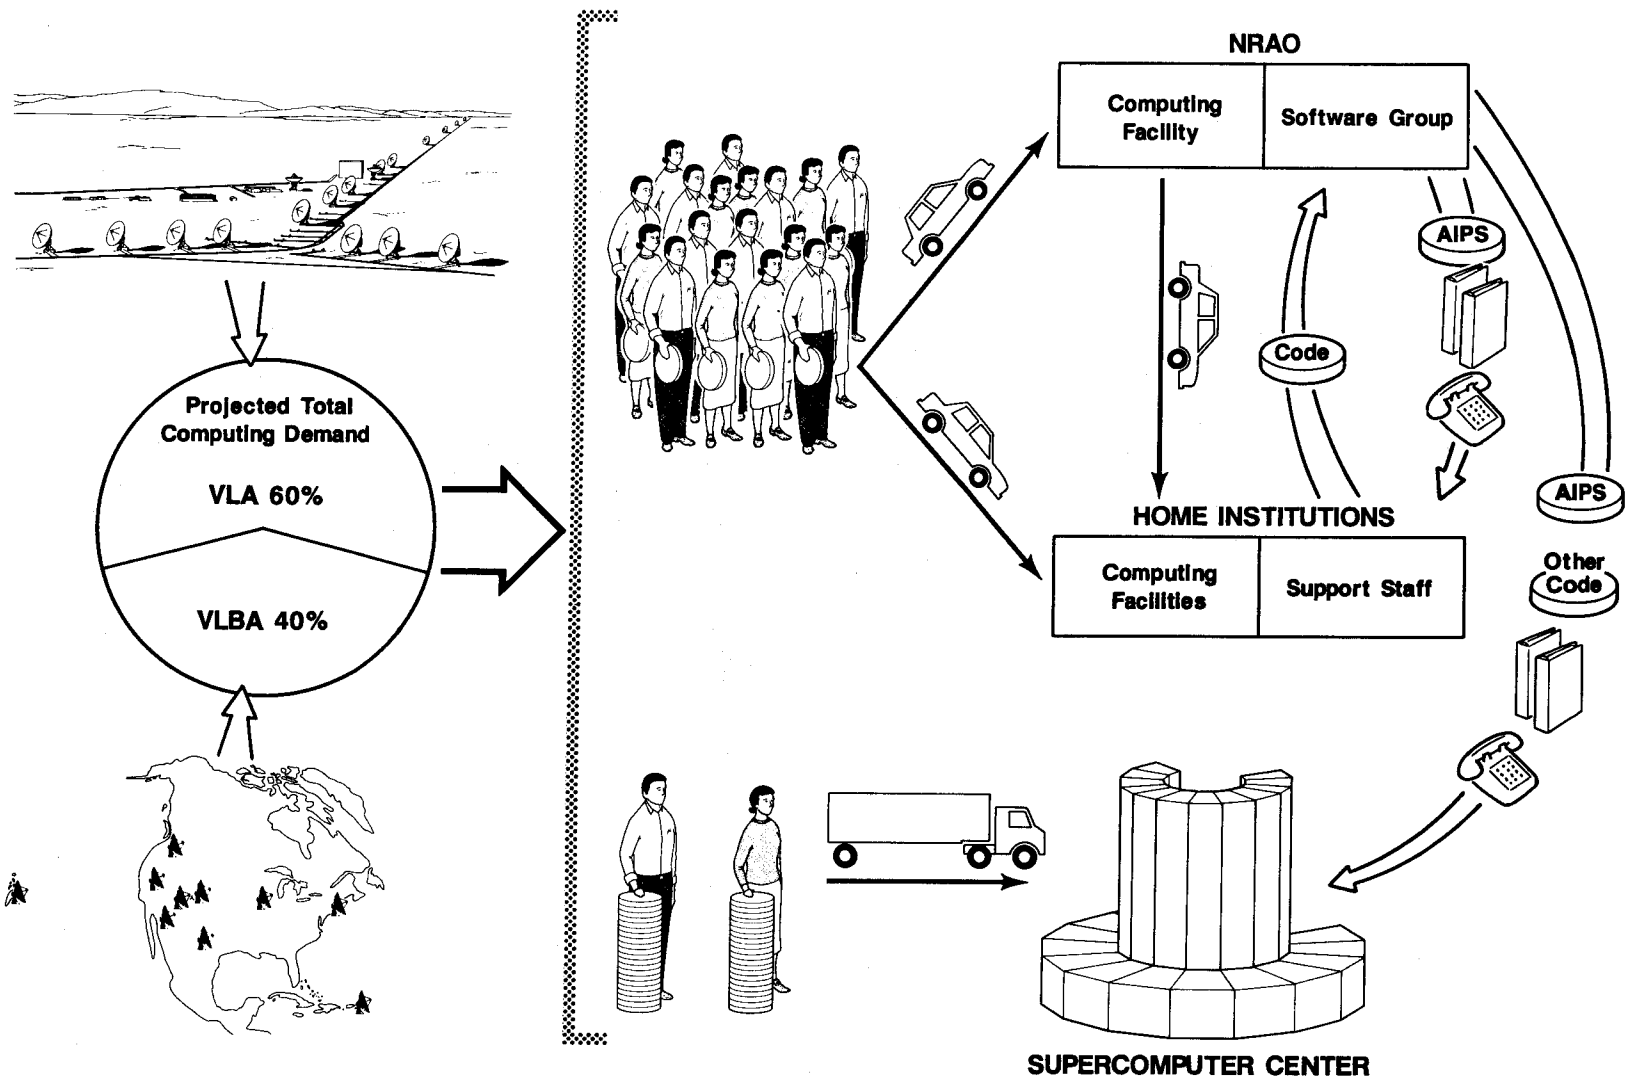 NRAO
Computing
Facility
Software Group
AIPS
Code
Projected Total
Computing Demand
VLA 60%
VLBA 40%
HOME INSTITUTIONS
Computing
Facilities
Support Staff
AIPS
Other
Code
SUPERCOMPUTER CENTER